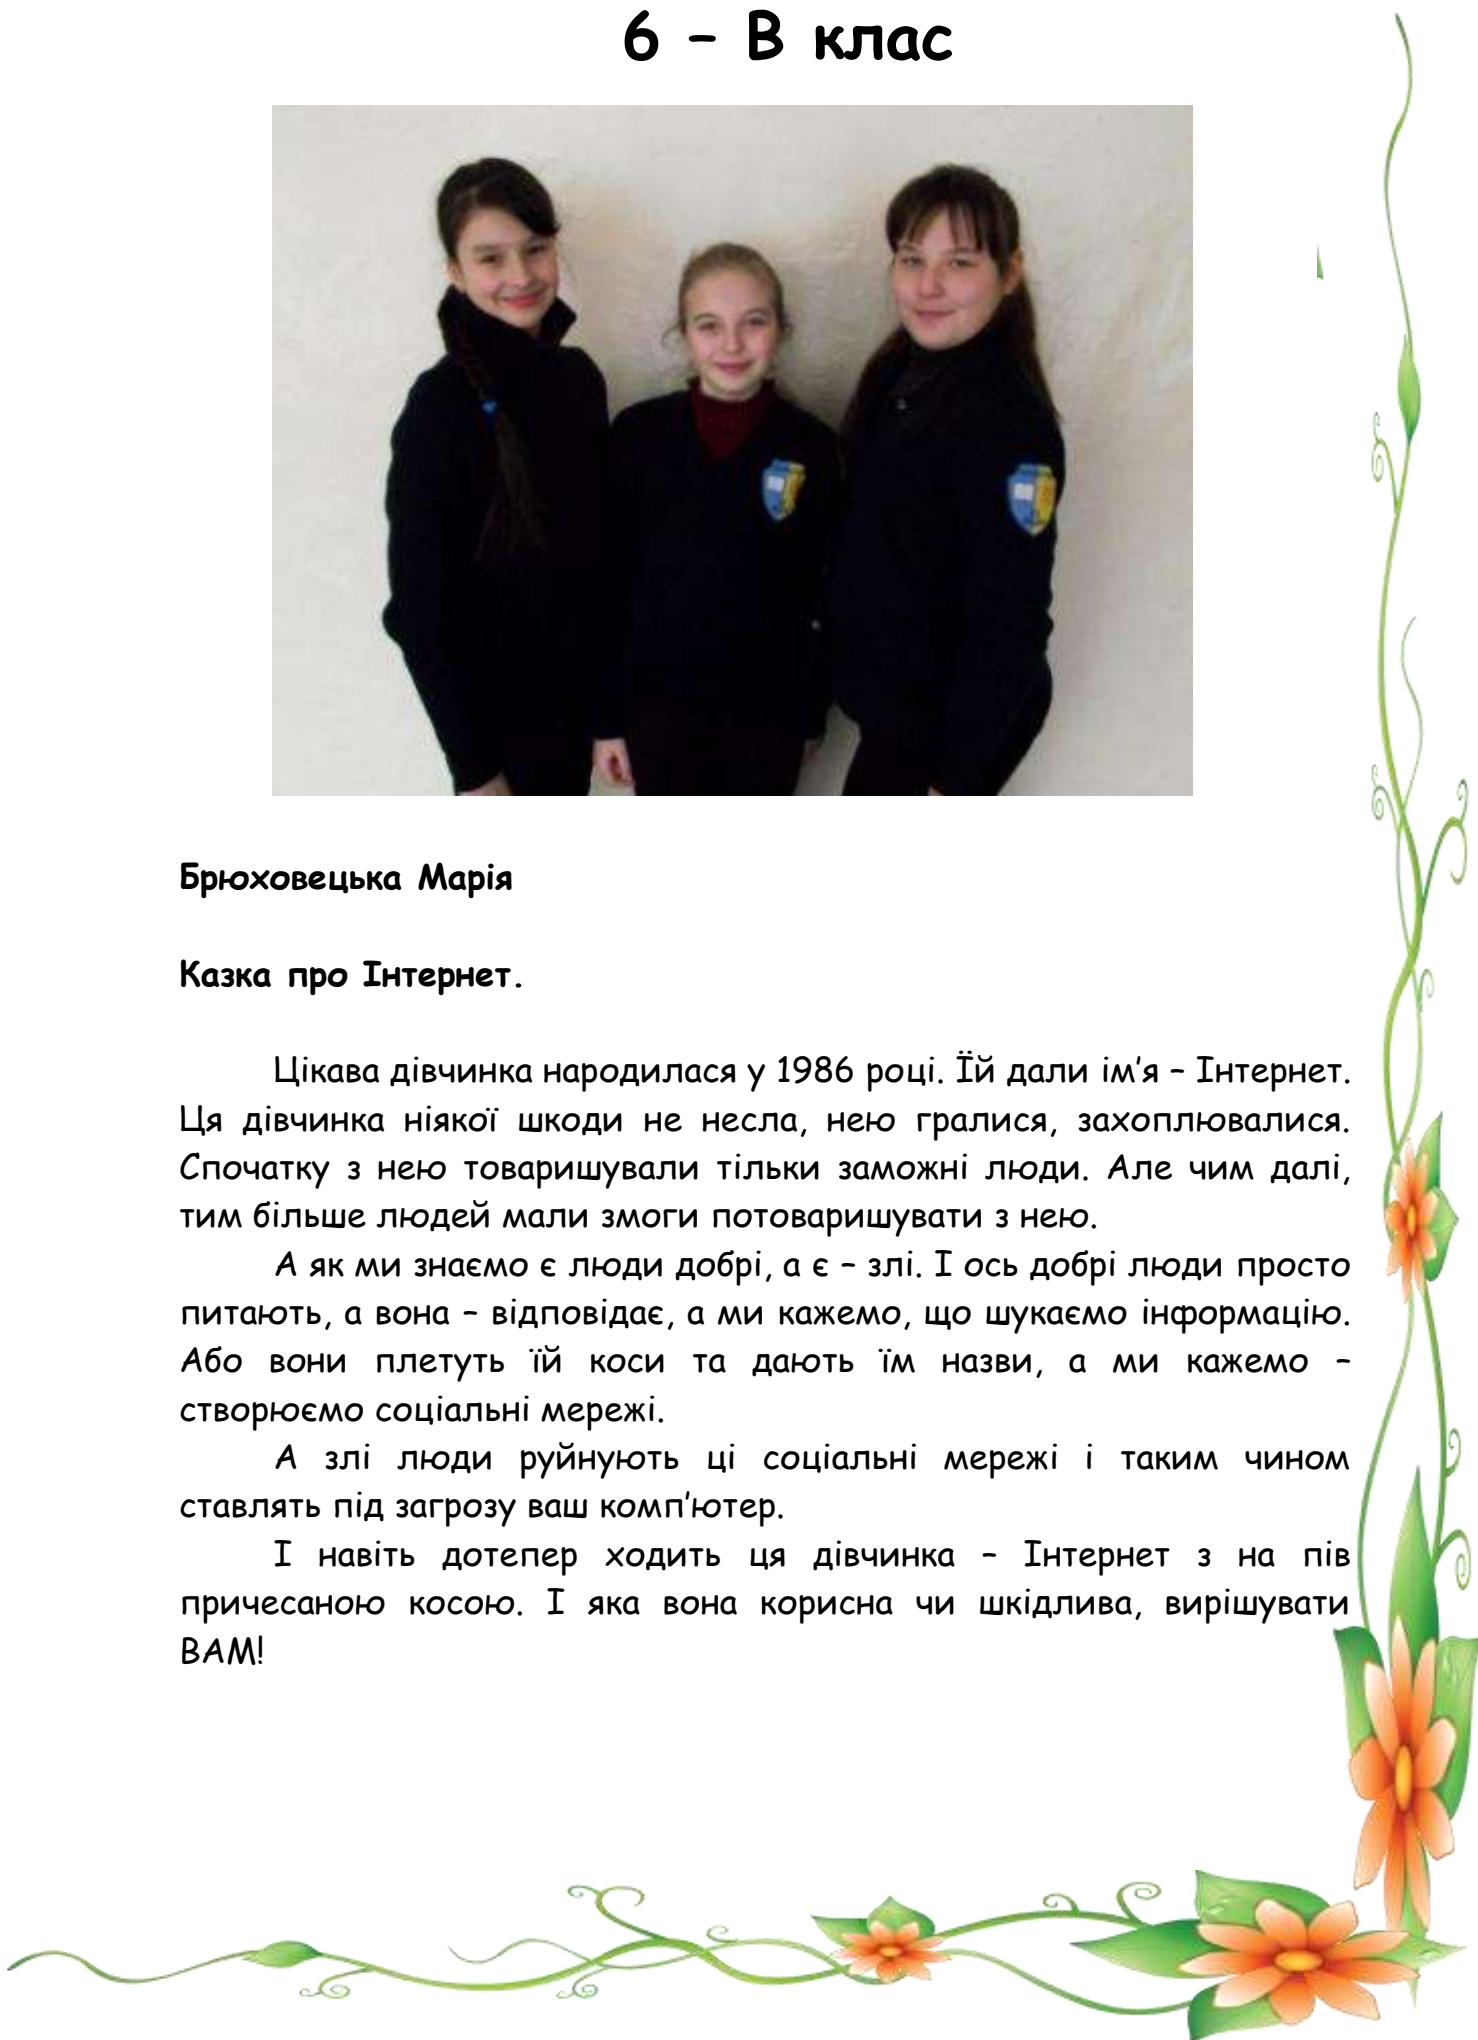 6 – В клас
Брюховецька Марія
Казка про Інтернет.
Цікава дівчинка народилася у 1986 році. Їй дали ім’я – Інтернет.
Ця дівчинка ніякої шкоди не несла, нею гралися, захоплювалися.
Спочатку з нею товаришували тільки заможні люди. Але чим далі,
тим більше людей мали змоги потоваришувати з нею.
А як ми знаємо є люди добрі, а є – злі. І ось добрі люди просто
питають, а вона – відповідає, а ми кажемо, що шукаємо інформацію.
Або вони плетуть їй коси та дають їм назви, а ми кажемо –
створюємо соціальні мережі.
А злі люди руйнують ці соціальні мережі і таким чином
ставлять під загрозу ваш комп’ютер.
І навіть дотепер ходить ця дівчинка – Інтернет з на пів
причесаною косою. І яка вона корисна чи шкідлива, вирішувати
ВАМ!